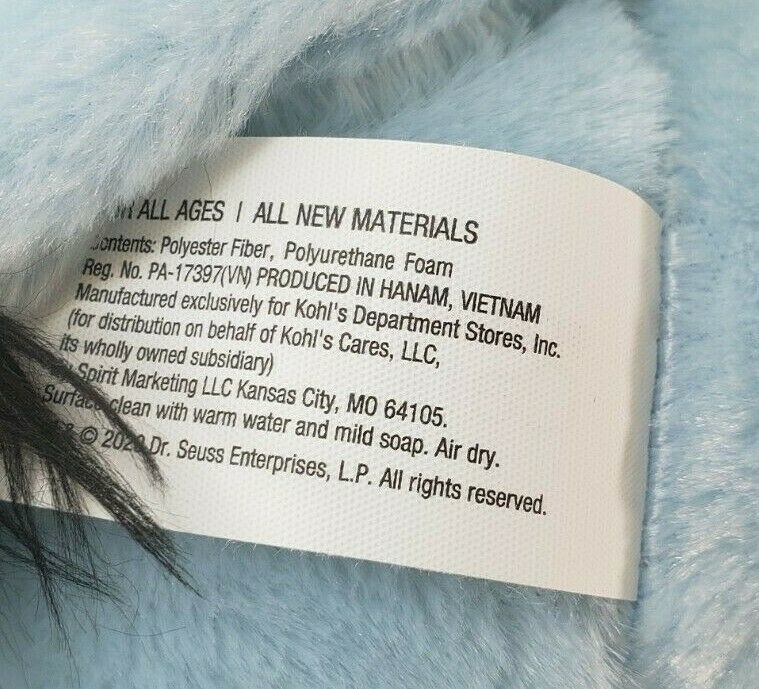 ALL AGES | ALL NEW MATERIALS
Contents: Polyester Fiber, Polyurethane Foam
Reg. No. PA-17397(VN) PRODUCED IN HANAM, VIETNAM
Manufactured exclusively for Kohl's Department Stores, Inc.
(for distribution on behalf of Kohl's Cares, LLC,
its wholly owned subsidiary)
Spirit Marketing LLC Kansas City, MO 64105.
Surface clean with warm water and mild soap. Air dry.
© Dr. Seuss Enterprises, L.P. All rights reserved.